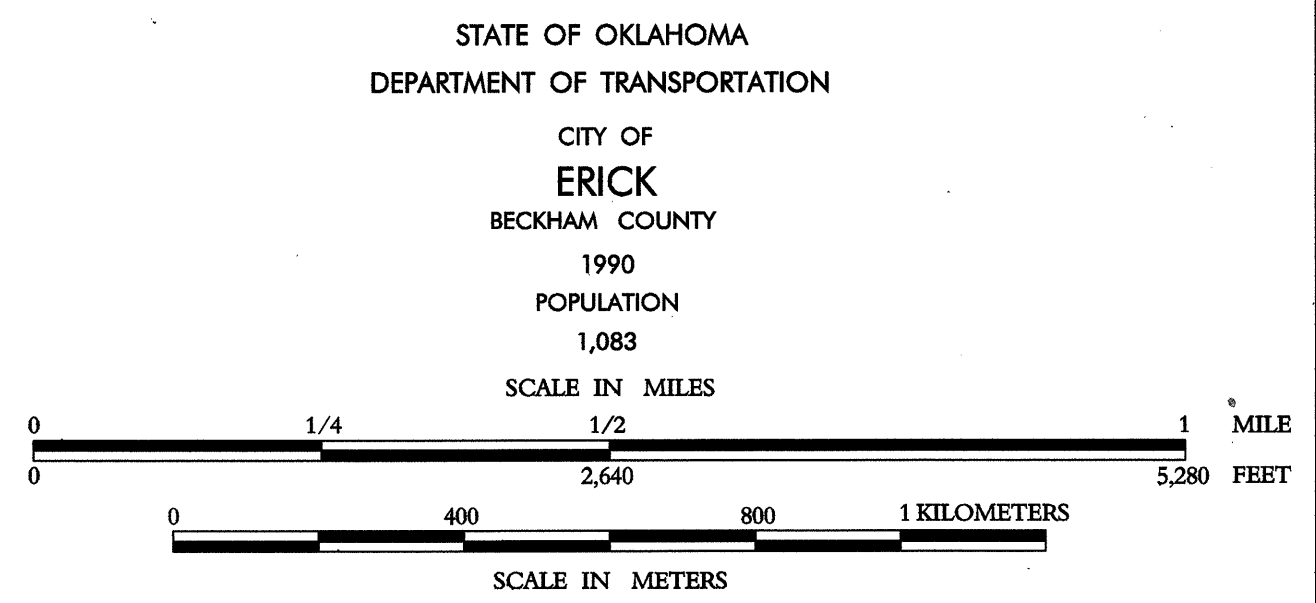 STATE OF OKLAHOMA
DEPARTMENT OF TRANSPORTATION
CITY OF
ERICK
BECKHAM COUNTY
1990
POPULATION
1,083
SCALE IN MILES
0 1/4 1/2 1 MILE
0 2,640 5,280 FEET
0 400 800 1 KILOMETERS
SCALE IN METERS